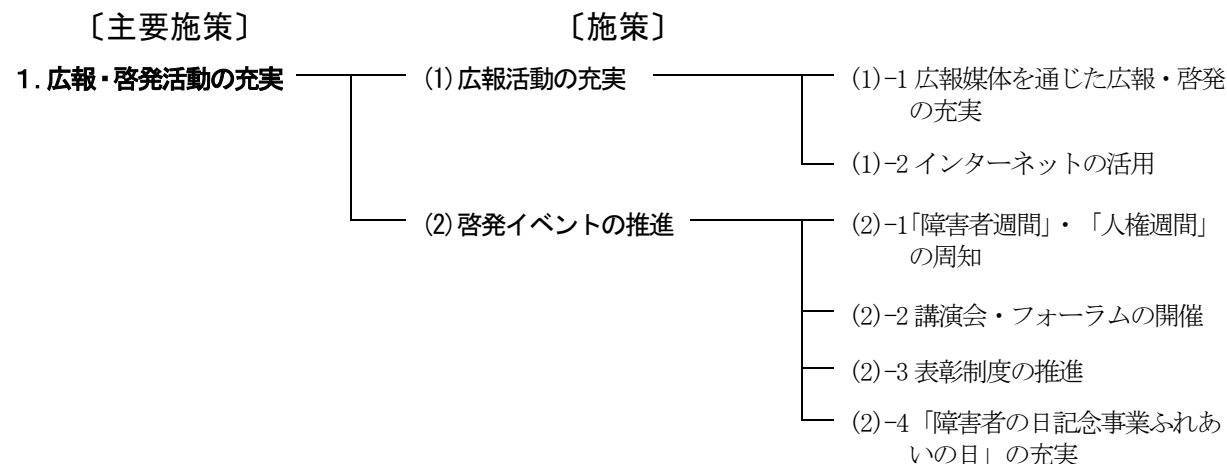 〔主要施策〕 〔施策〕
1.広報・啓発活動の充実 (1)広報活動の充実 (1)-1 広報媒体を通じた広報・啓発
の充実
(1)-2 インターネットの活用
(2)啓発イベントの推進 (2)-1「障害者週間」・「人権週間」
の周知
(2)-2 講演会・フォーラムの開催
(2)-3 表彰制度の推進
(2)-4「障害者の日記念事業ふれあ
いの日」の充実